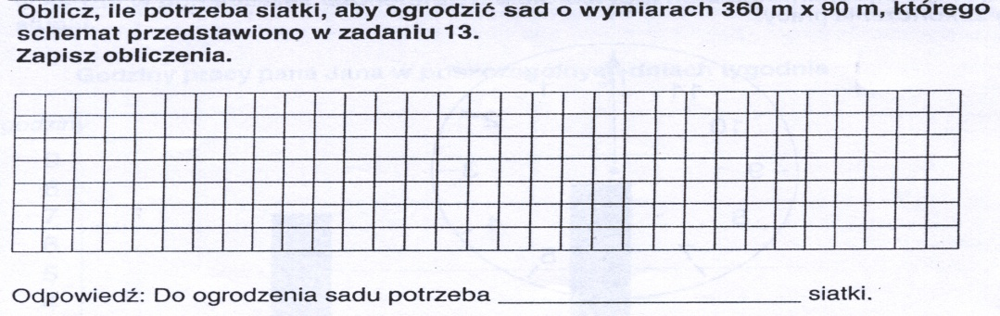 Oblicz, ile potrzeba siatki, aby ogrodzić sad o wymiarach 360 m x 90 m, którego
schemat przedstawiono w zadaniu 13.
Zapisz obliczenia.
Odpowiedź: Do ogrodzenia sadu potrzeba ____________________ siatki.